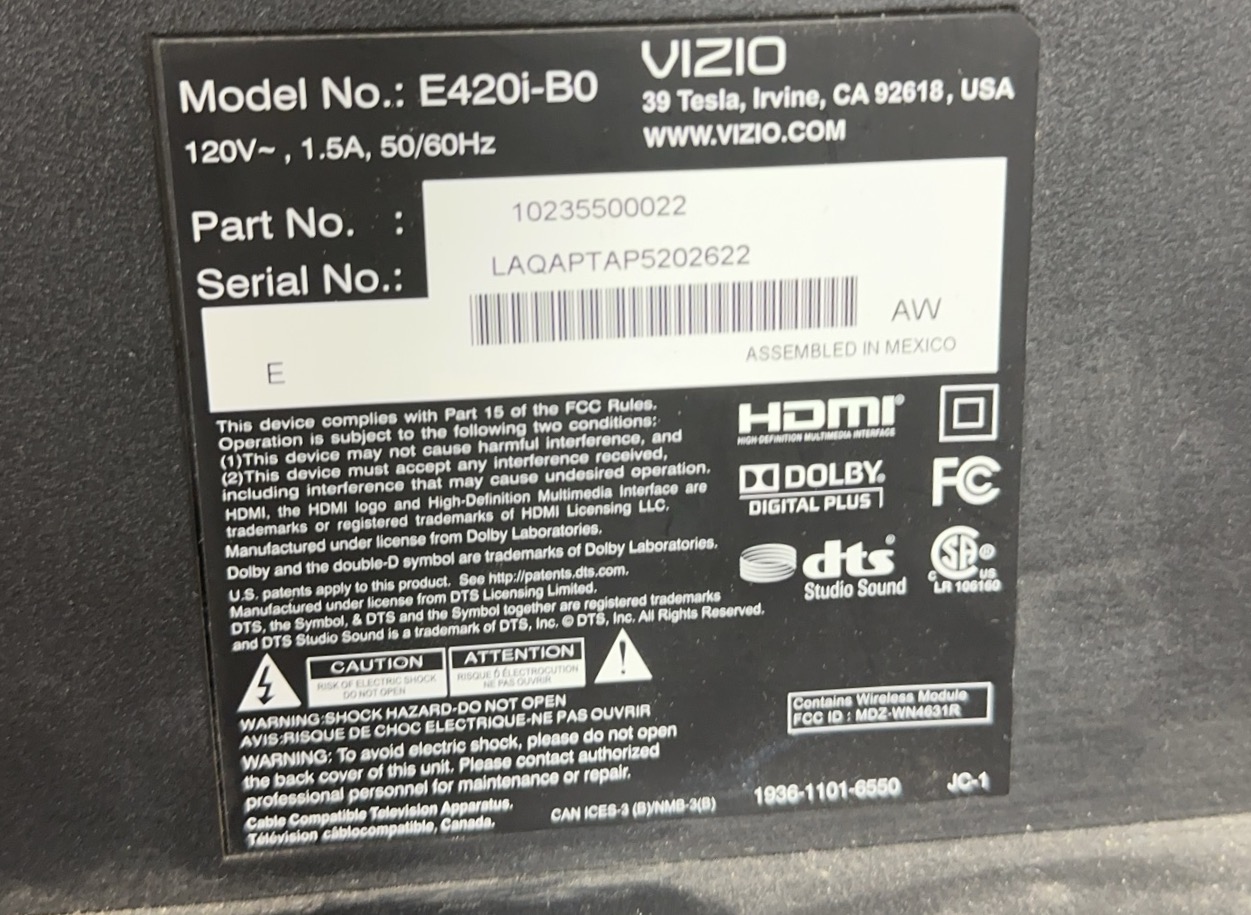 Model No.: E420i-B0
VIZIO
39 Tesla, Irvine, CA 92618, USA
WWW.VIZIO.COM
120V~ , 1.5A, 50/60Hz
Part No. :
10235500022
Serial No.:
LAQAPTAP5202622
AW
ASSEMBLED IN MEXICO
E
This device complies with Part 15 of the FCC Rules.
Operation is subject to the following two conditions:
(1)This device may not cause harmful interference, and
(2)This device must accept any interference received,
including interference that may cause undesired operation.
HDMI, the HDMI logo and High-Definition Multimedia Interface are
trademarks or registered trademarks of HDMI Licensing LLC.
Manufactured under license from Dolby Laboratories.
Dolby and the double-D symbol are trademarks of Dolby Laboratories.
U.S. patents apply to this product. See http://patents.dts.com.
Manufactured under license from DTS Licensing Limited.
DTS, the Symbol, & DTS and the Symbol together are registered trademarks
and DTS Studio Sound is a trademark of DTS, Inc. © DTS, Inc. All Rights Reserved.
HDMI®
HIGH-DEFINITION MULTIMEDIA INTERFACE
DOLBY®
DIGITAL PLUS
FC
dts®
Studio Sound
SA®
C US
LR 106160
CAUTION
RISK OF ELECTRIC SHOCK
DO NOT OPEN
ATTENTION
RISQUE D ÉLECTROCUTION
NE PAS OUVRIR
!
WARNING:SHOCK HAZARD-DO NOT OPEN
AVIS:RISQUE DE CHOC ELECTRIQUE-NE PAS OUVRIR
WARNING: To avoid electric shock, please do not open
the back cover of this unit. Please contact authorized
professional personnel for maintenance or repair.
Cable Compatible Television Apparatus,
Télévision câblocompatible, Canada.
Contains Wireless Module
FCC ID : MDZ-WN4631R
CAN ICES-3 (B)/NMB-3(B)
1936-1101-6550
JC-1